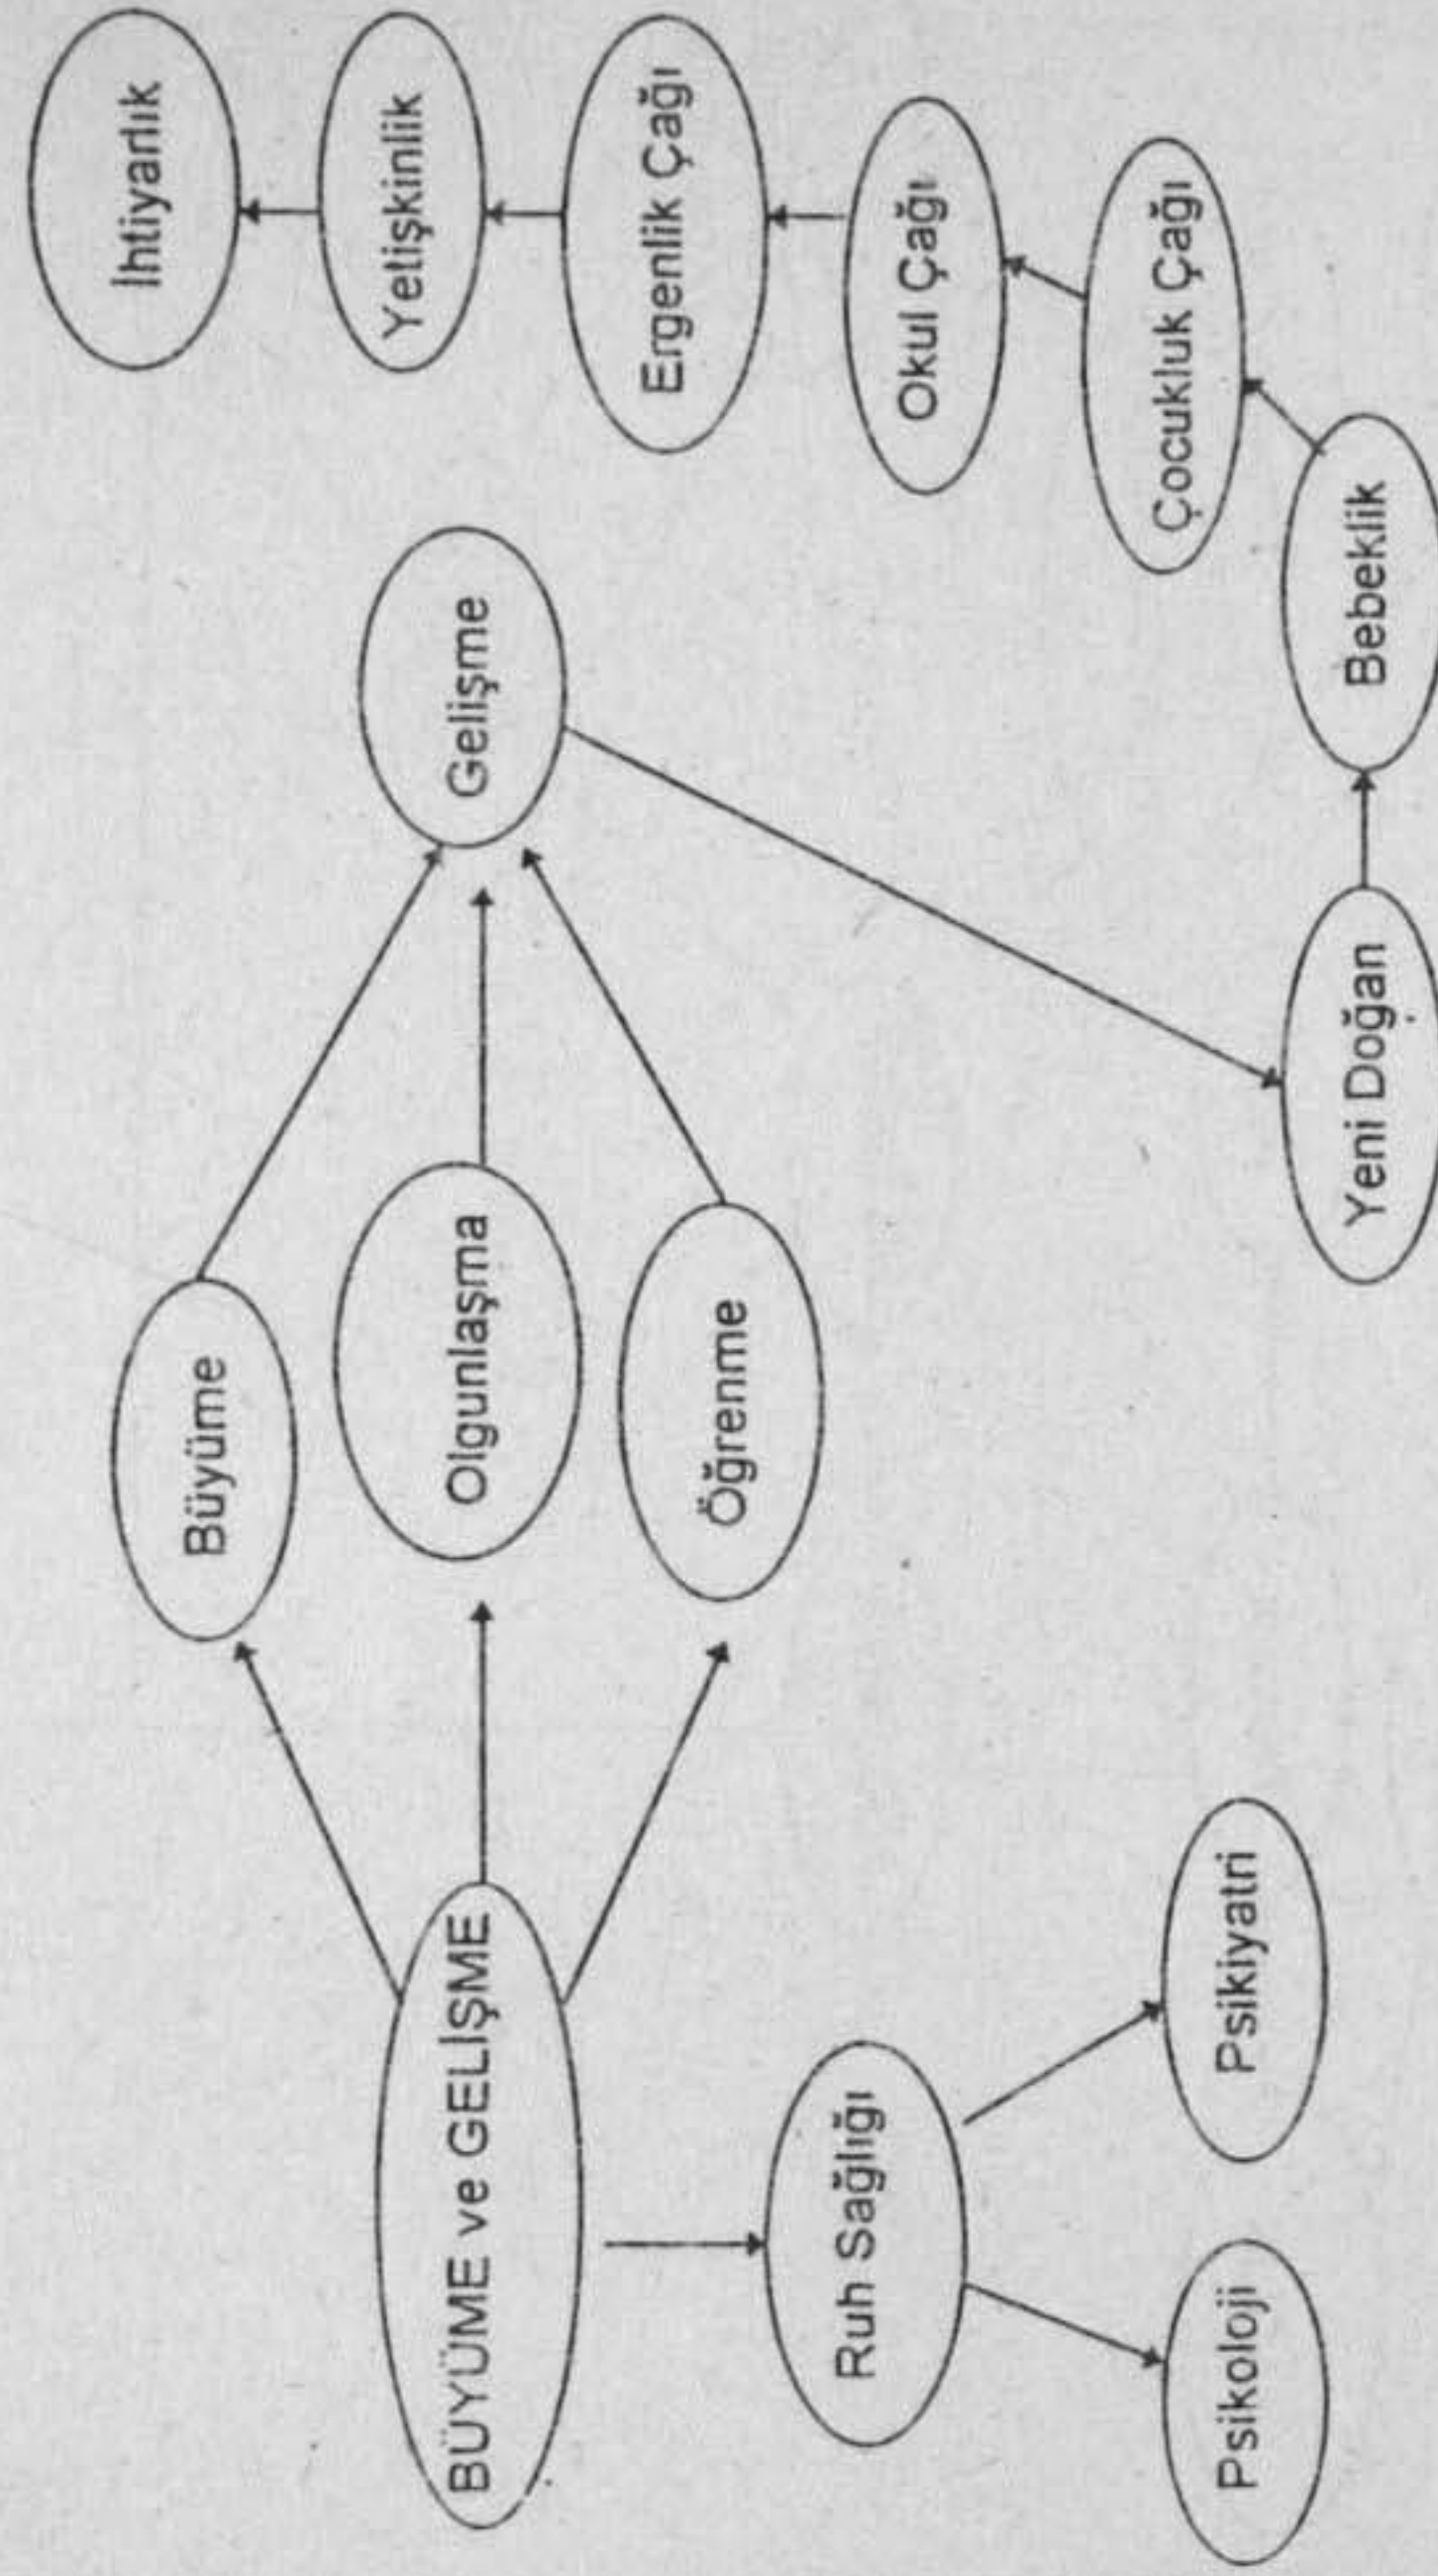 BÜYÜME ve GELİŞME
Büyüme
Olgunlaşma
Öğrenme
Gelişme
Ruh Sağlığı
Psikoloji
Psikiyatri
Yeni Doğan
Bebeklik
Çocukluk Çağı
Okul Çağı
Ergenlik Çağı
Yetişkinlik
İhtiyarlık